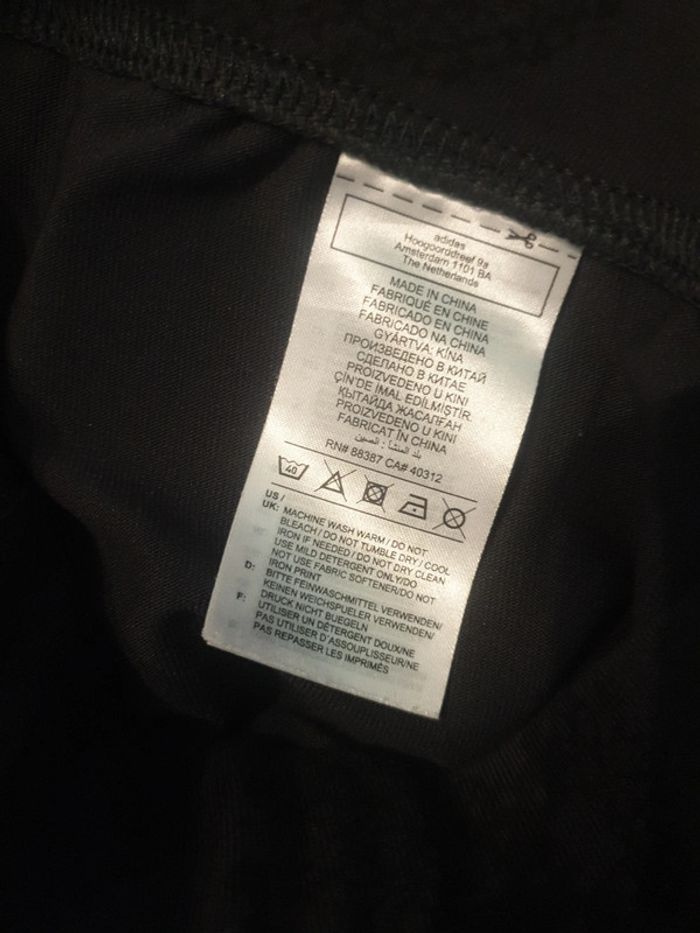 adidas
Hoogoorddreef 9a
Amsterdam 1101 BA
The Netherlands
MADE IN CHINA
FABRIQUÉ EN CHINE
FABRICADO EN CHINA
FABRICADO NA CHINA
GYÁRTVA: KÍNA
ПРОИЗВЕДЕНО В КИТАЙ
СДЕЛАНО В КИТАЕ
PROIZVEDENO U KINI
ÇİN'DE İMAL EDİLMİŞTİR
ҚЫТАЙДА ЖАСАЛҒАН
PROIZVEDENO U KINI
FABRICAT ÎN CHINA
بلد المنشأ : الصين
RN# 88387 CA# 40312
40
US /
UK: MACHINE WASH WARM / DO NOT
BLEACH / DO NOT TUMBLE DRY / COOL
IRON IF NEEDED / DO NOT DRY CLEAN
USE MILD DETERGENT ONLY/DO
NOT USE FABRIC SOFTENER/DO NOT
IRON PRINT
D: BITTE FEINWASCHMITTEL VERWENDEN/
KEINEN WEICHSPUELER VERWENDEN/
DRUCK NICHT BUEGELN
F: UTILISER UN DÉTERGENT DOUX/NE
PAS UTILISER D'ASSOUPLISSEUR/NE
PAS REPASSER LES IMPRIMÉS